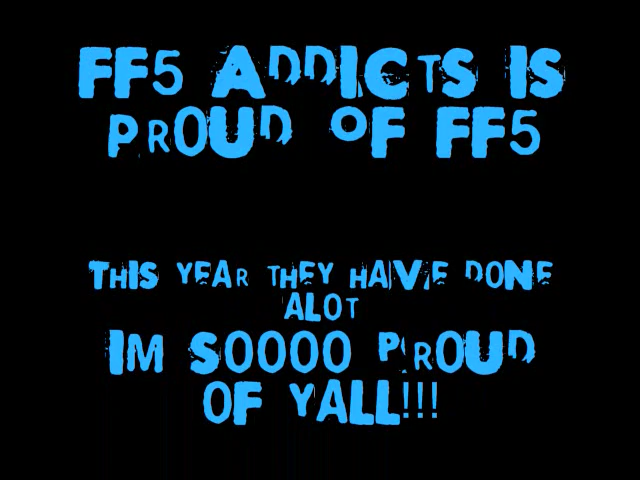 FF5 ADDICTS IS
PROUD OF FF5
THIS YEAR THEY HAVE DONE
ALOT
IM SOOOO PROUD
OF YALL!!!